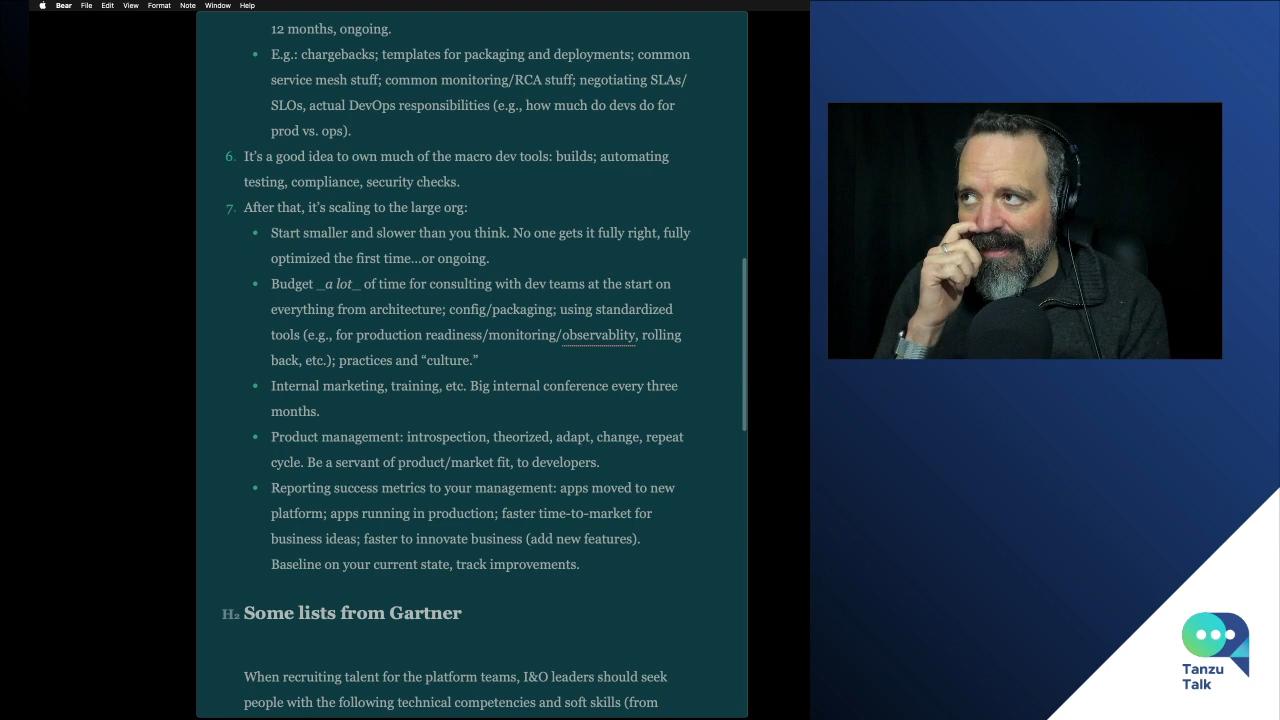 Bear File Edit View Format Note Window Help
12 months, ongoing.
• E.g.: chargebacks; templates for packaging and deployments; common
service mesh stuff; common monitoring/RCA stuff; negotiating SLAs/
SLOs, actual DevOps responsibilities (e.g., how much do devs do for
prod vs. ops).
6. It's a good idea to own much of the macro dev tools: builds; automating
testing, compliance, security checks.
7. After that, it's scaling to the large org:
• Start smaller and slower than you think. No one gets it fully right, fully
optimized the first time...or ongoing.
• Budget _a lot_ of time for consulting with dev teams at the start on
everything from architecture; config/packaging; using standardized
tools (e.g., for production readiness/monitoring/observablity, rolling
back, etc.); practices and “culture.”
• Internal marketing, training, etc. Big internal conference every three
months.
• Product management: introspection, theorized, adapt, change, repeat
cycle. Be a servant of product/market fit, to developers.
• Reporting success metrics to your management: apps moved to new
platform; apps running in production; faster time-to-market for
business ideas; faster to innovate business (add new features).
Baseline on your current state, track improvements.
H2 Some lists from Gartner
When recruiting talent for the platform teams, I&O leaders should seek
people with the following technical competencies and soft skills (from
Tanzu
Talk